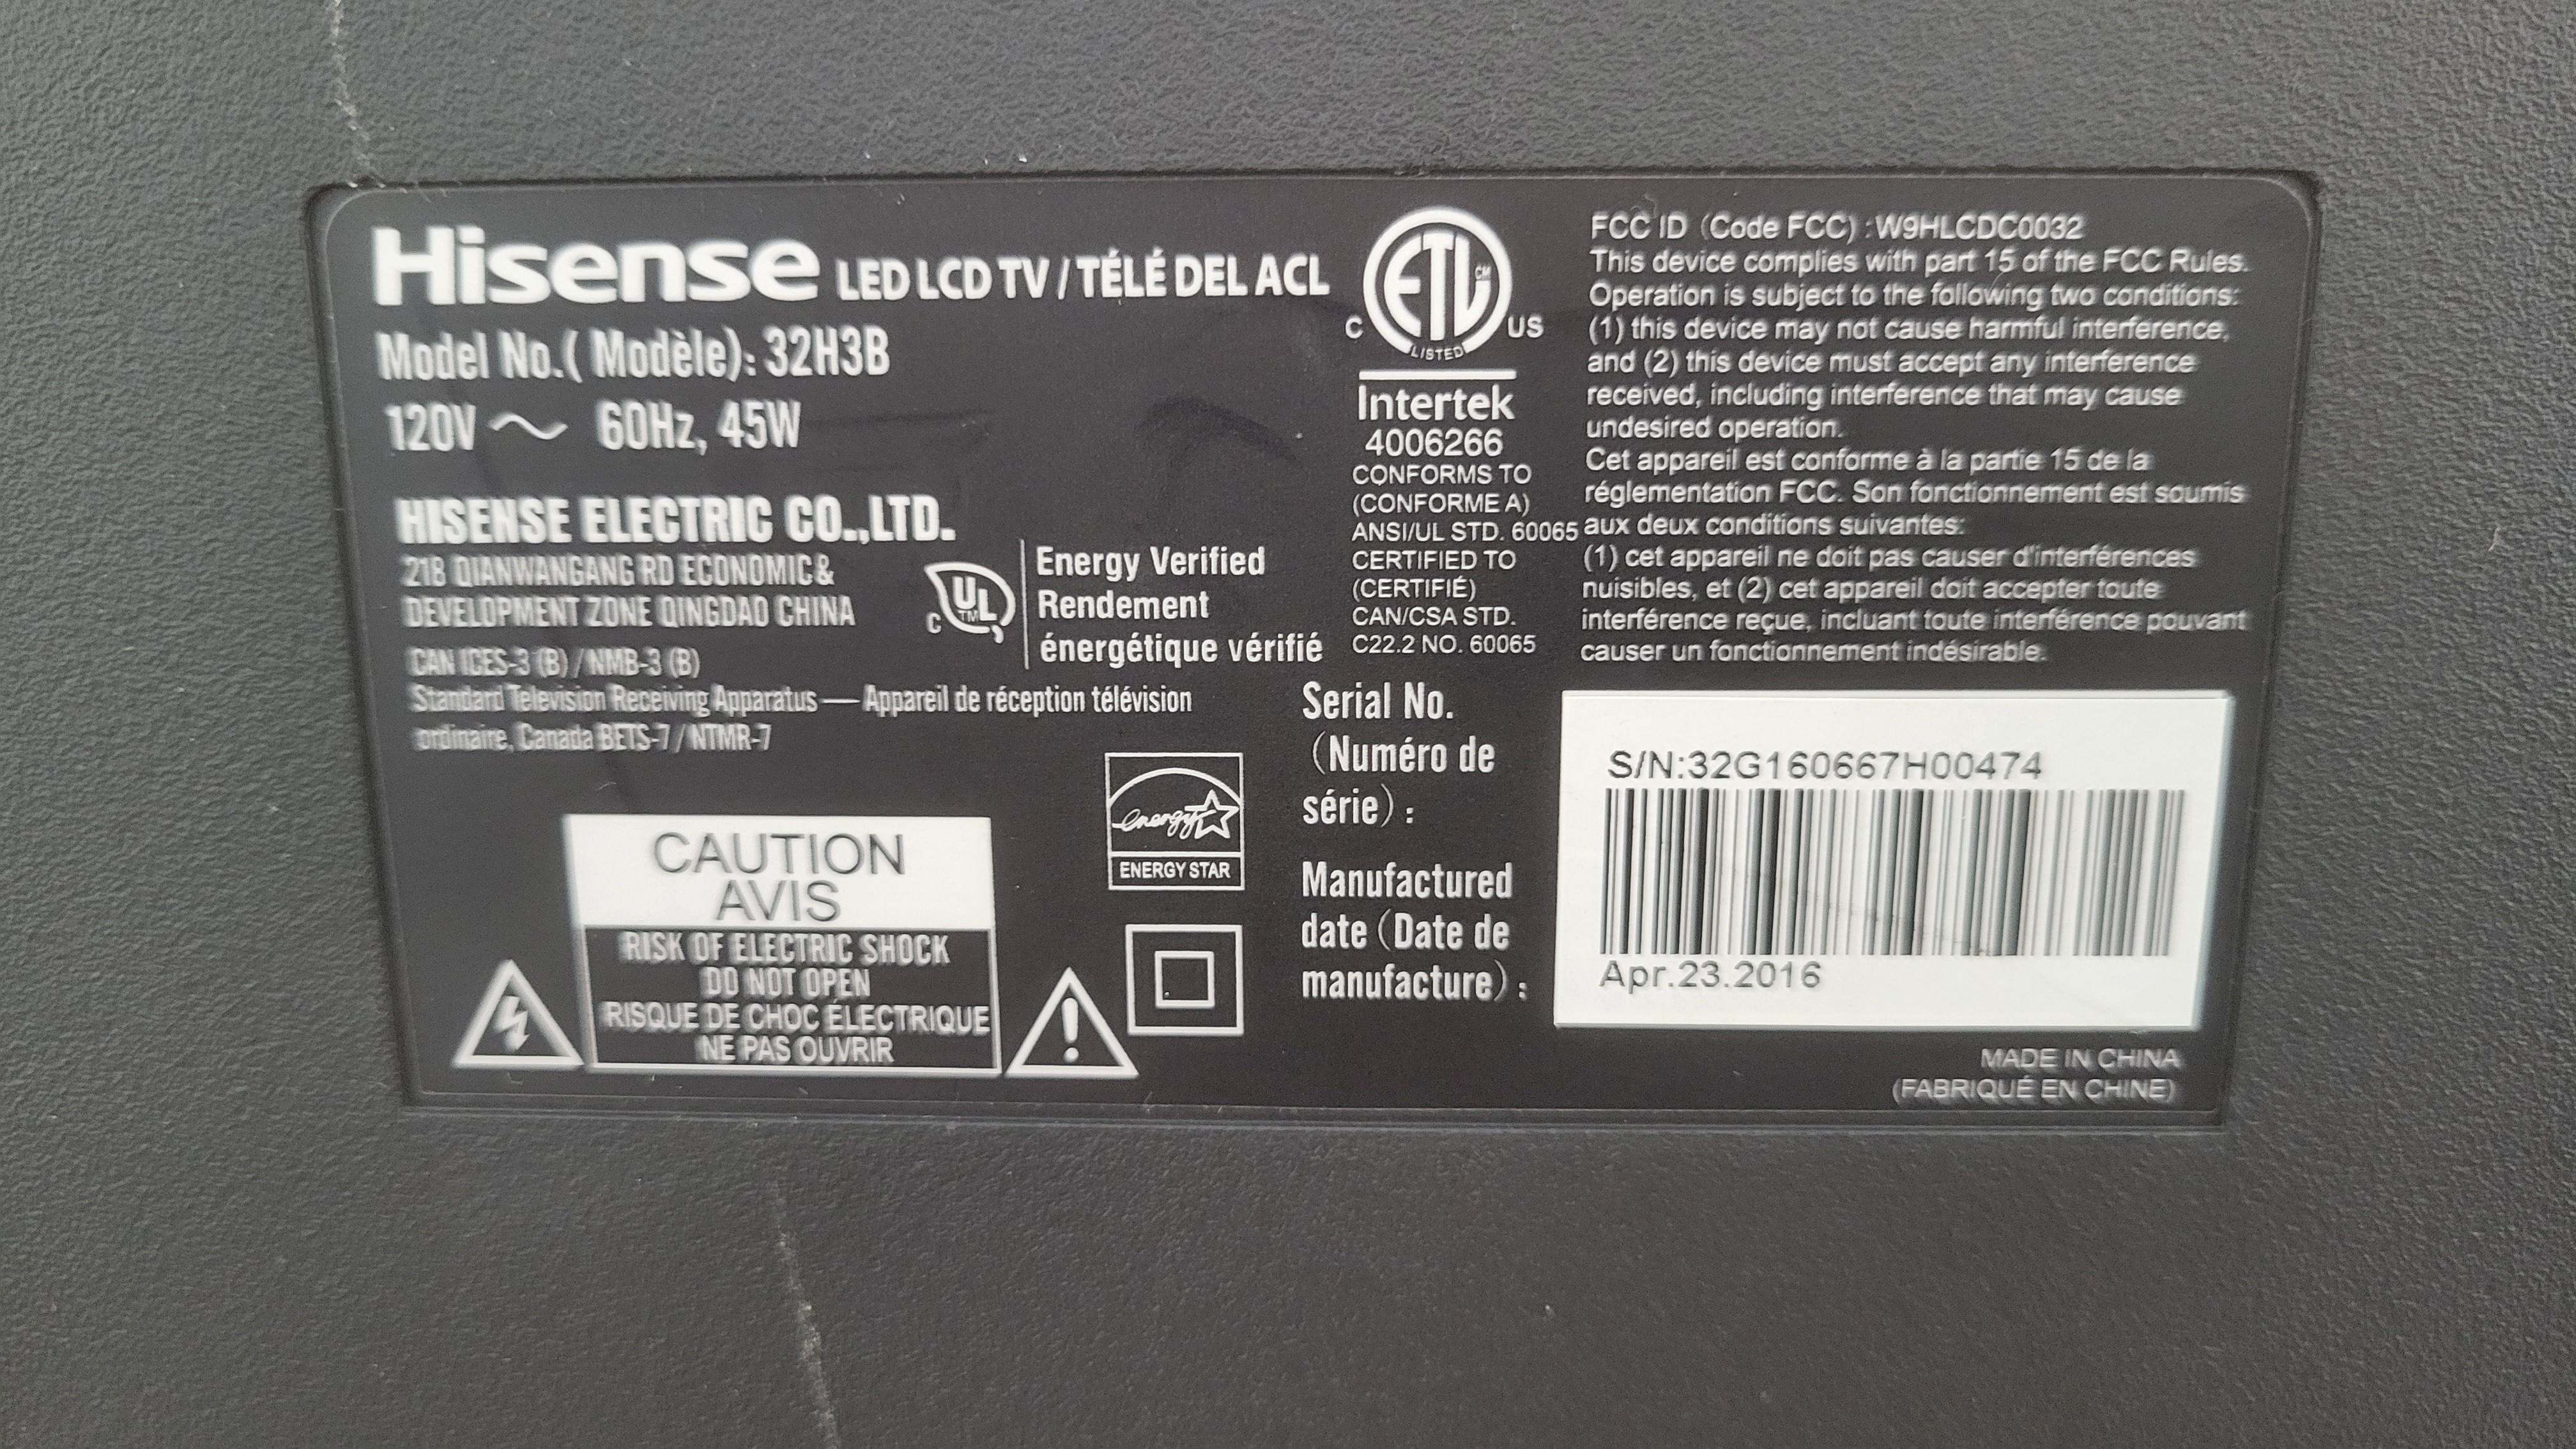 Hisense LED LCD TV / TÉLÉ DEL ACL
Model No.( Modèle): 32H3B
120V ~ 60Hz, 45W
HISENSE ELECTRIC CO.,LTD.
218 QIANWANGANG RD ECONOMIC &
DEVELOPMENT ZONE QINGDAO CHINA
CAN ICES-3 (B) / NMB-3 (B)
Standard Television Receiving Apparatus — Appareil de réception télévision
ordinaire, Canada BETS-7 / NTMR-7
C UL TM
Energy Verified
Rendement
énergétique vérifié
CAUTION
AVIS
RISK OF ELECTRIC SHOCK
DO NOT OPEN
RISQUE DE CHOC ÉLECTRIQUE
NE PAS OUVRIR
energy
ENERGY STAR
ETL CM
C US
LISTED
Intertek
4006266
CONFORMS TO
(CONFORME A)
ANSI/UL STD. 60065
CERTIFIED TO
(CERTIFIÉ)
CAN/CSA STD.
C22.2 NO. 60065
FCC ID (Code FCC) : W9HLCDC0032
This device complies with part 15 of the FCC Rules.
Operation is subject to the following two conditions:
(1) this device may not cause harmful interference,
and (2) this device must accept any interference
received, including interference that may cause
undesired operation.
Cet appareil est conforme à la partie 15 de la
réglementation FCC. Son fonctionnement est soumis
aux deux conditions suivantes:
(1) cet appareil ne doit pas causer d'interférences
nuisibles, et (2) cet appareil doit accepter toute
interférence reçue, incluant toute interférence pouvant
causer un fonctionnement indésirable.
Serial No.
(Numéro de
série) :
Manufactured
date (Date de
manufacture) :
S/N:32G160667H00474
Apr.23.2016
MADE IN CHINA
(FABRIQUÉ EN CHINE)